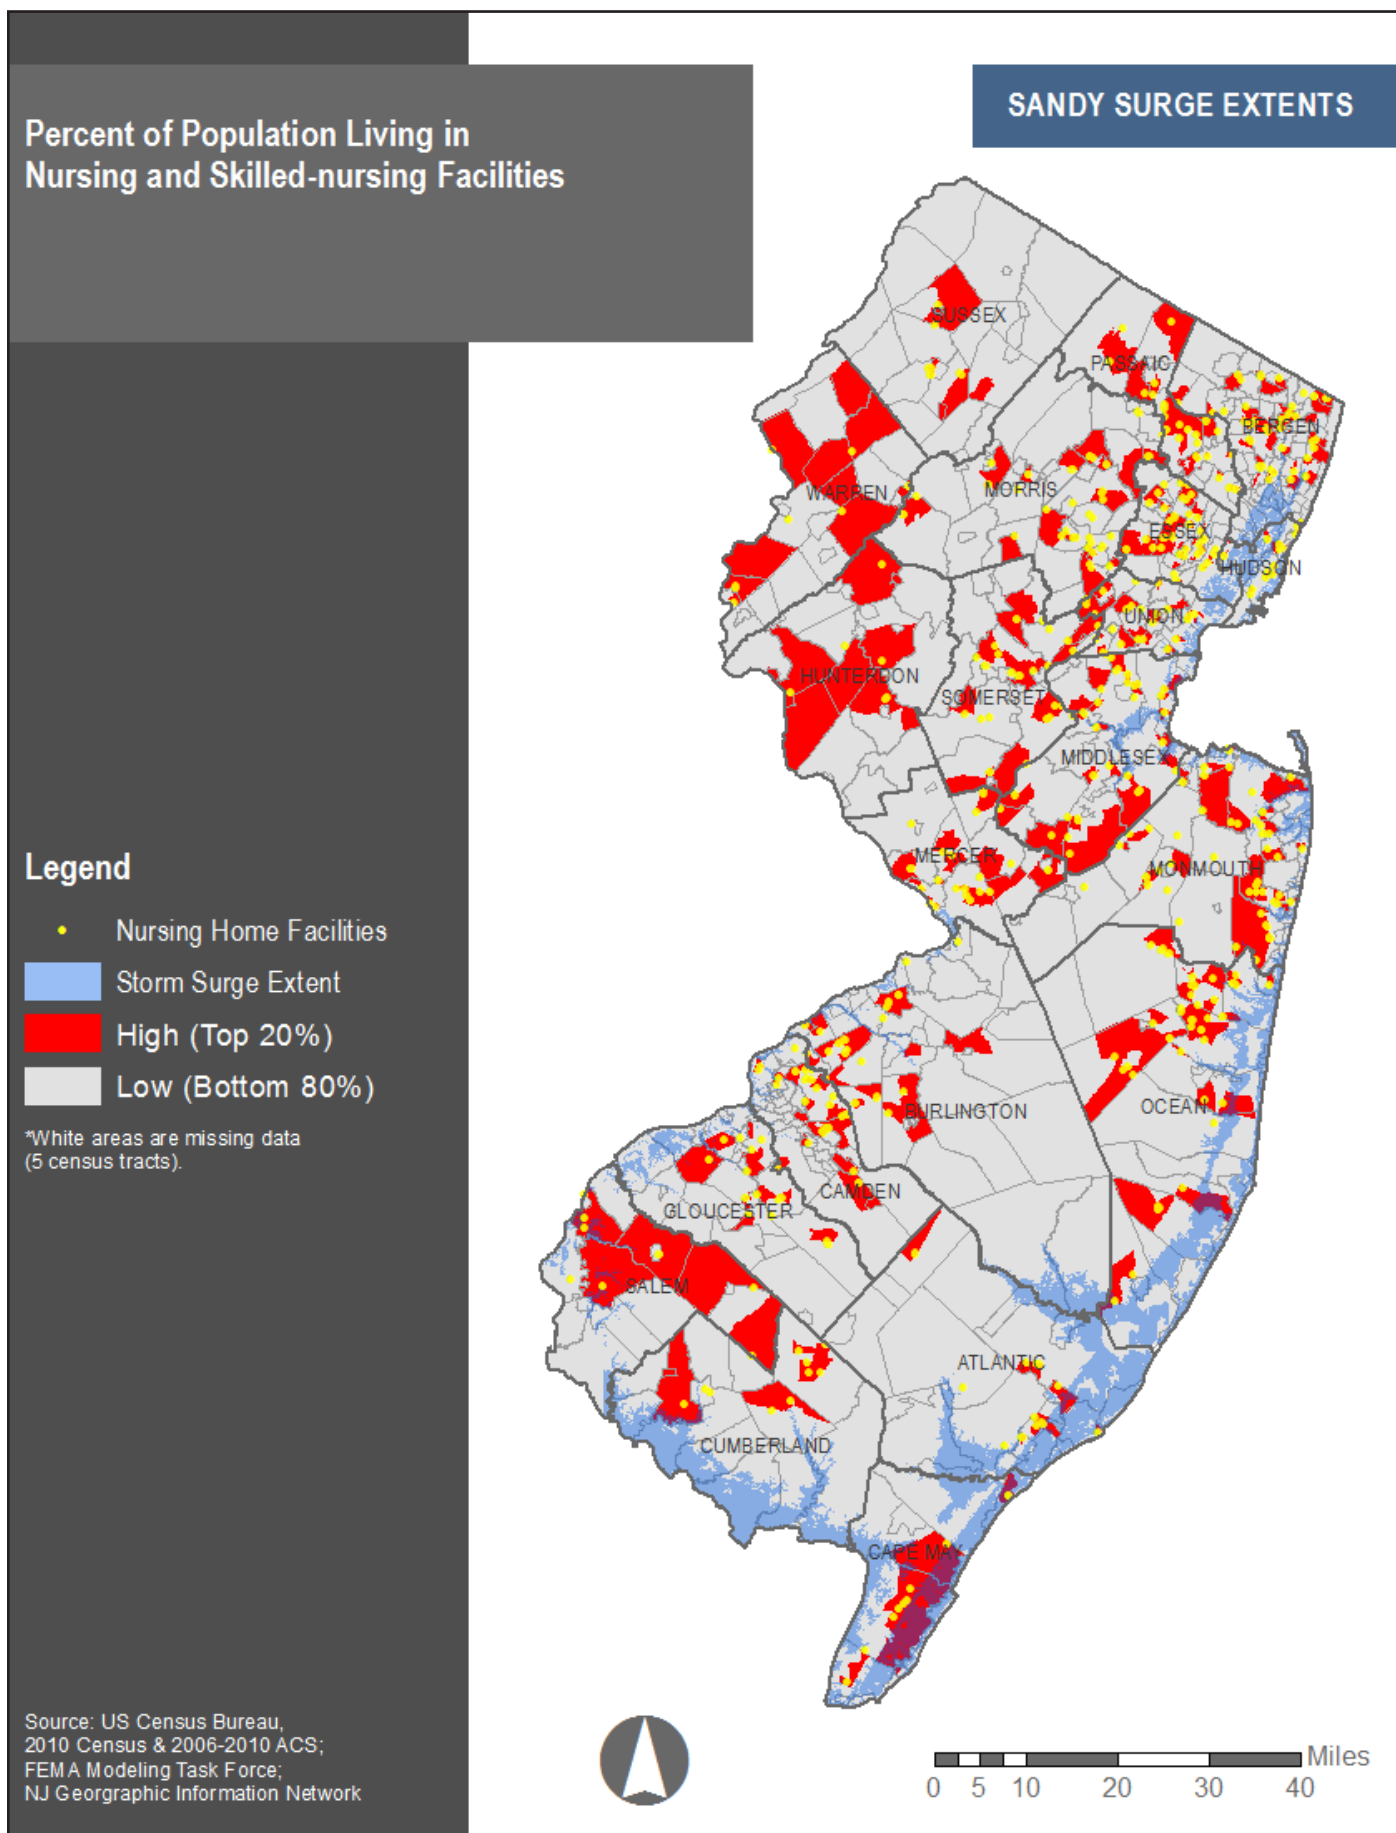 Percent of Population Living in
Nursing and Skilled-nursing Facilities
SANDY SURGE EXTENTS
SUSSEX
PASSAIC
BERGEN
WARREN
MORRIS
ESSEX
HUDSON
UNION
HUNTERDON
SOMERSET
MIDDLESEX
MERCER
MONMOUTH
OCEAN
BURLINGTON
CAMDEN
GLOUCESTER
SALEM
ATLANTIC
CUMBERLAND
CAPE MAY
Legend
Nursing Home Facilities
Storm Surge Extent
High (Top 20%)
Low (Bottom 80%)
*White areas are missing data
(5 census tracts).
Source: US Census Bureau,
2010 Census & 2006-2010 ACS;
FEMA Modeling Task Force;
NJ Georgraphic Information Network
Miles
0 5 10 20 30 40